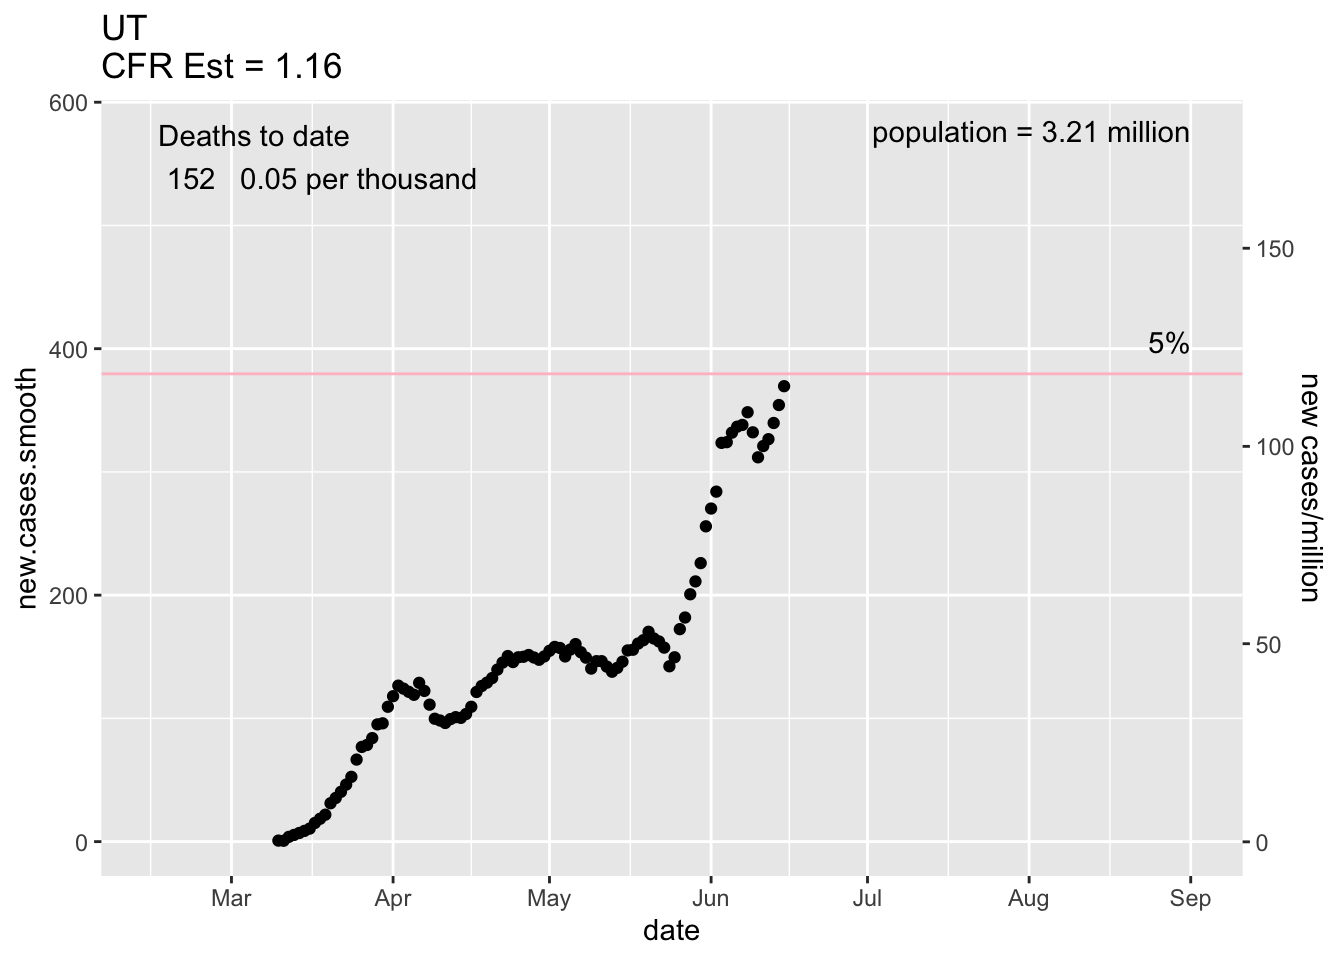 UT
CFR Est = 1.16
Deaths to date
152 0.05 per thousand
population = 3.21 million
5%
600
400
200
0
new.cases.smooth
150
100
50
0
new cases/million
Mar Apr May Jun Jul Aug Sep
date